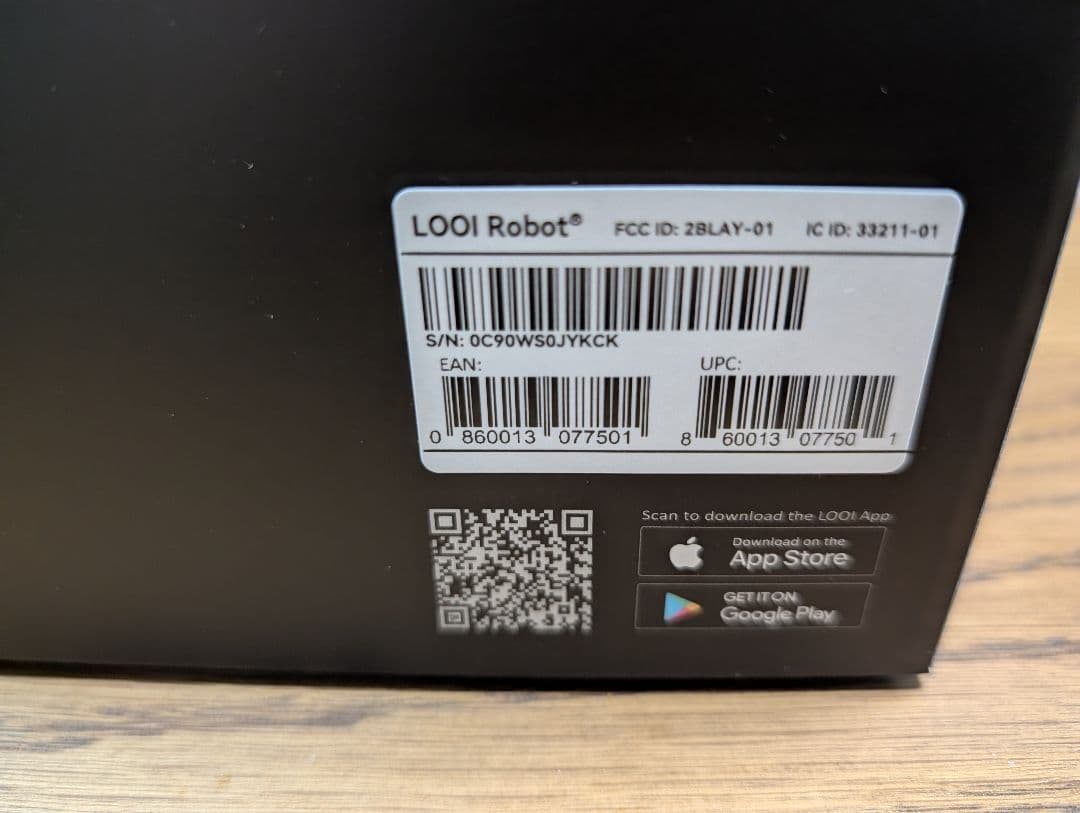 LOOI Robot® FCC ID: 2BLAY-01 IC ID: 33211-01
S/N: 0C90WS0JYKCK
EAN: UPC:
0 860013 077501 8 60013 07750 1
Scan to download the LOOI App
Download on the
App Store
GET IT ON
Google Play